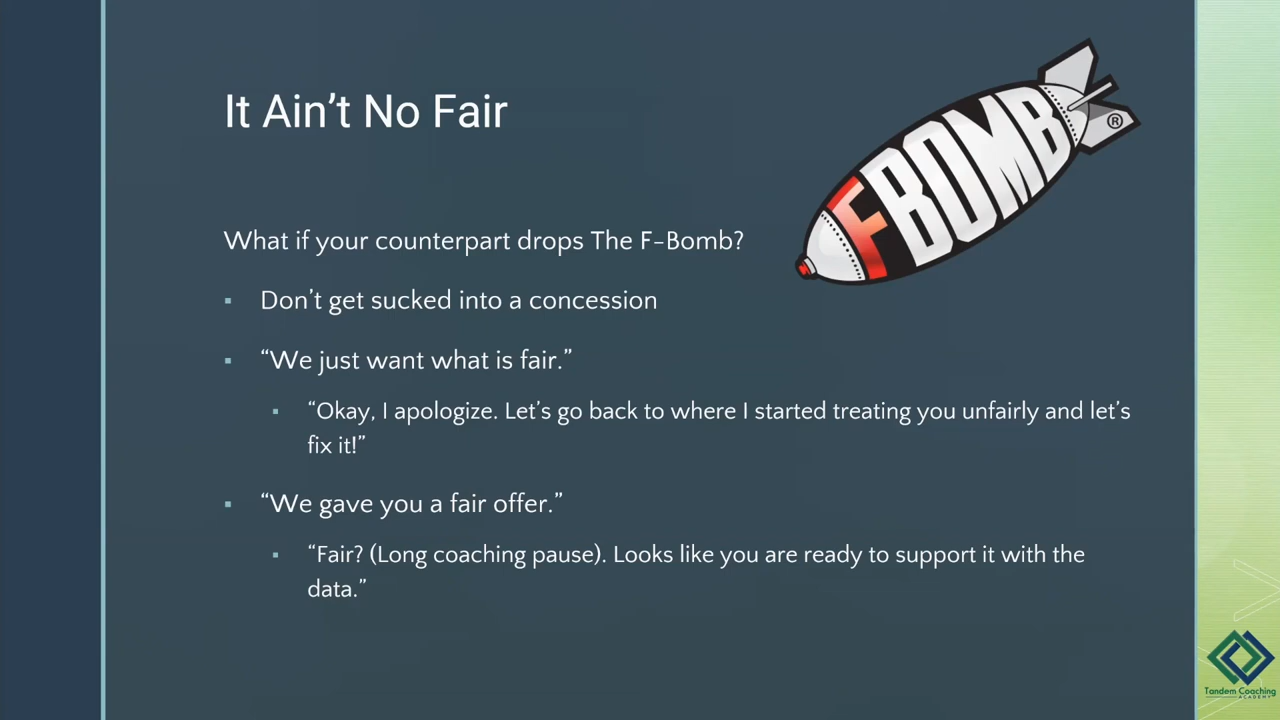 It Ain't No Fair
FBOMB
®
What if your counterpart drops The F-Bomb?
▪ Don't get sucked into a concession
▪ “We just want what is fair.”
▪ “Okay, I apologize. Let's go back to where I started treating you unfairly and let's
fix it!”
▪ “We gave you a fair offer.”
▪ “Fair? (Long coaching pause). Looks like you are ready to support it with the
data.”
Tandem Coaching
ACADEMY